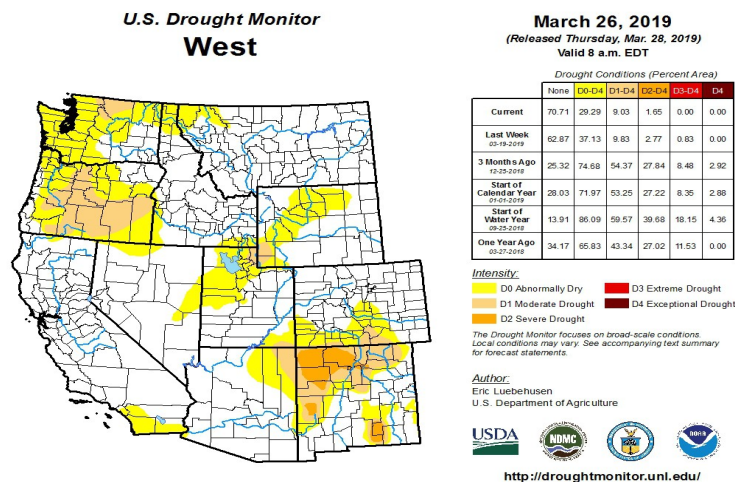 U.S. Drought Monitor
West
March 26, 2019
(Released Thursday, Mar. 28, 2019)
Valid 8 a.m. EDT
Drought Conditions (Percent Area)
None D0-D4 D1-D4 D2-D4 D3-D4 D4
Current 70.71 29.29 9.03 1.65 0.00 0.00
Last Week
03-19-2019 62.87 37.13 9.83 2.77 0.83 0.00
3 Months Ago
12-25-2018 25.32 74.68 54.37 27.84 8.48 2.92
Start of
Calendar Year
01-01-2019 28.03 71.97 53.25 27.22 8.35 2.88
Start of
Water Year
09-25-2018 13.91 86.09 59.57 39.68 18.15 4.36
One Year Ago
03-27-2018 34.17 65.83 43.34 27.02 11.53 0.00
Intensity:
D0 Abnormally Dry
D1 Moderate Drought
D2 Severe Drought
D3 Extreme Drought
D4 Exceptional Drought
The Drought Monitor focuses on broad-scale conditions.
Local conditions may vary. See accompanying text summary
for forecast statements.
Author:
Eric Luebehusen
U.S. Department of Agriculture
USDA
NDMC
NOAA
http://droughtmonitor.unl.edu/